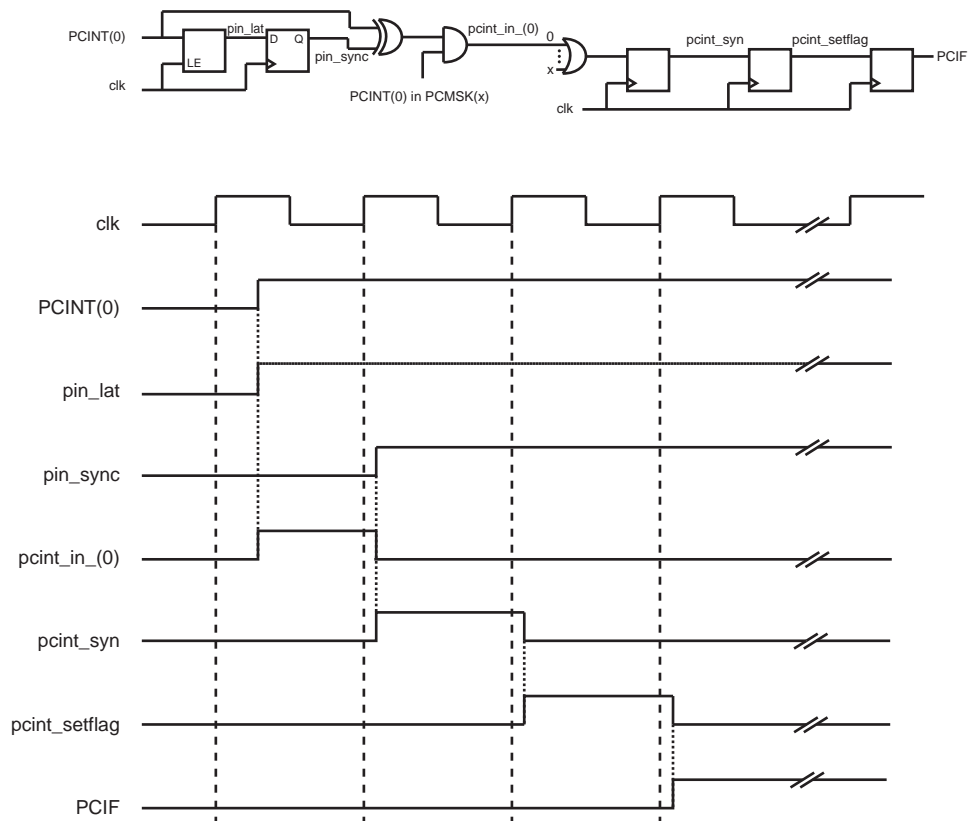 PCINT(0)
pin_lat
D Q
LE
pin_sync
clk
PCINT(0) in PCMSK(x)
pcint_in_(0)
0
x
pcint_syn
pcint_setflag
PCIF
clk
clk
PCINT(0)
pin_lat
pin_sync
pcint_in_(0)
pcint_syn
pcint_setflag
PCIF